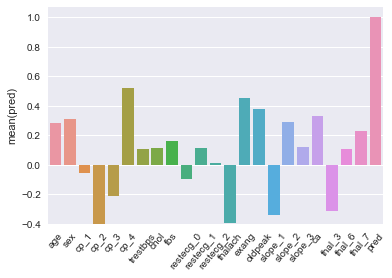 1.0
0.8
0.6
0.4
0.2
0.0
−0.2
−0.4
mean(pred)
age
sex
cp_1
cp_2
cp_3
cp_4
trestbps
chol
fbs
restecg_0
restecg_1
restecg_2
thalach
exang
oldpeak
slope_1
slope_2
slope_3
ca
thal_3
thal_6
thal_7
pred